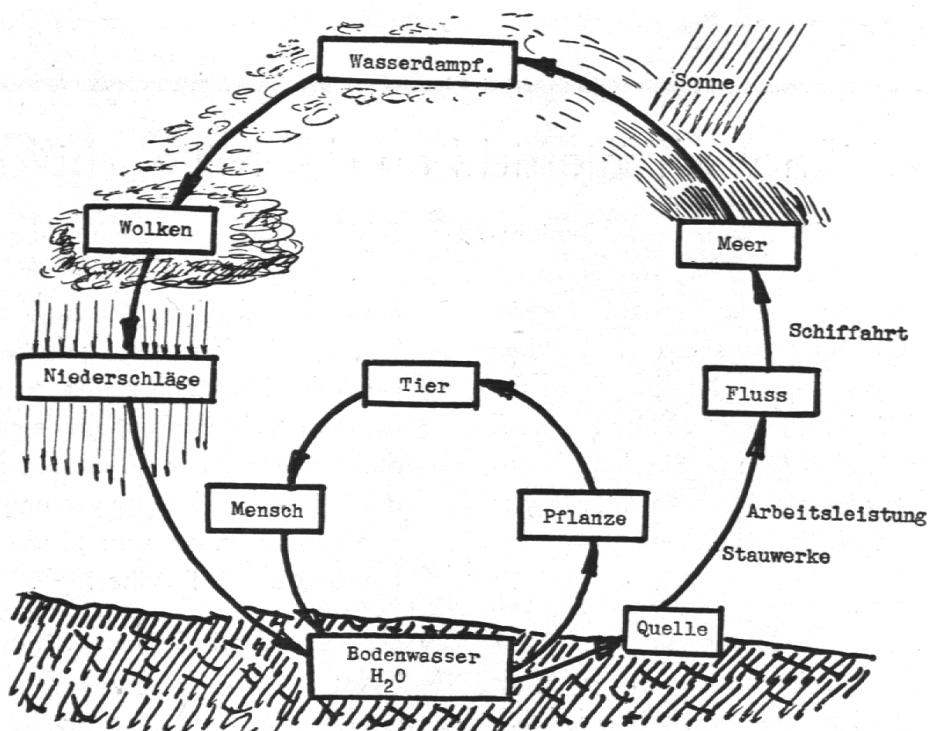 Wasserdampf.
Sonne
Wolken
Meer
Schiffahrt
Niederschläge
Tier
Fluss
Mensch
Pflanze
Arbeitsleistung
Stauwerke
Quelle
Bodenwasser
H₂O